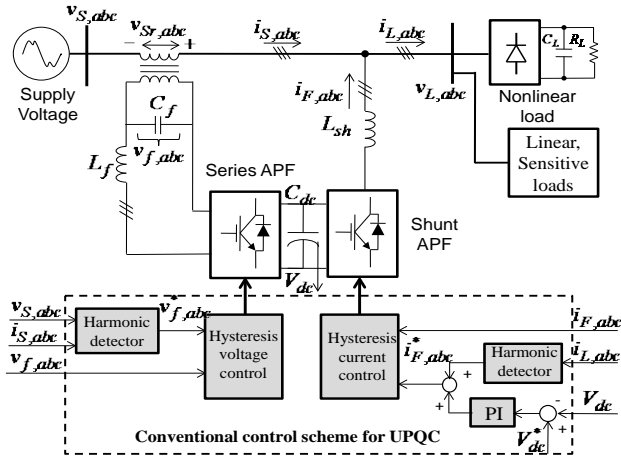 v_S,abc
v_Sr,abc
- +
i_S,abc
i_L,abc
C_L R_L
Supply
Voltage
C_f
v_f,abc
L_f
i_F,abc
L_sh
v_L,abc
Nonlinear
load
Linear,
Sensitive
loads
Series APF
C_dc
Shunt
APF
V_dc
v_S,abc
i_S,abc
v_f,abc
Harmonic
detector
v*_f,abc
Hysteresis
voltage
control
Hysteresis
current
control
i*_F,abc
i_F,abc
i_L,abc
Harmonic
detector
+
+
PI
-
+
V_dc
V*_dc
Conventional control scheme for UPQC